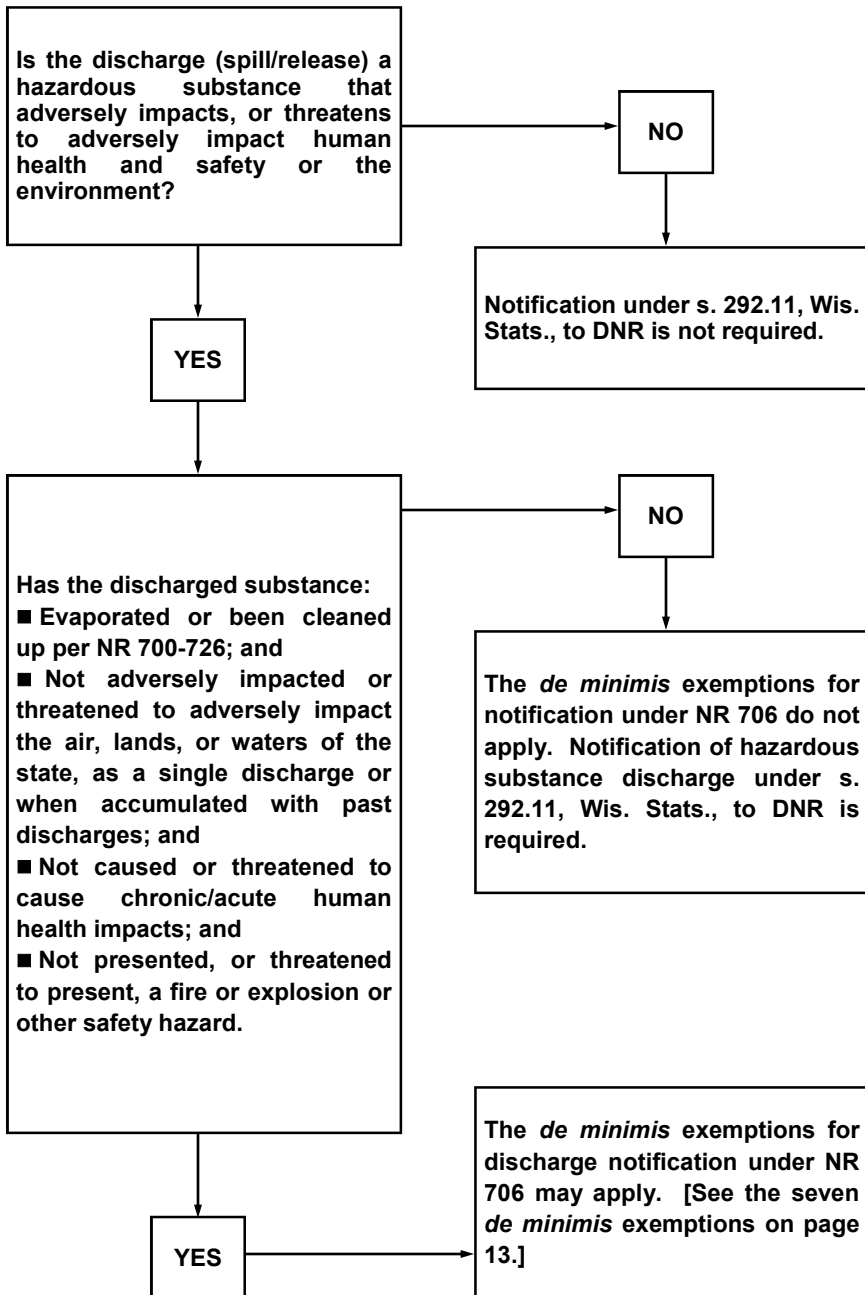 Is the discharge (spill/release) a
hazardous substance that
adversely impacts, or threatens
to adversely impact human
health and safety or the
environment?
NO
Notification under s. 292.11, Wis.
Stats., to DNR is not required.
YES
Has the discharged substance:
■ Evaporated or been cleaned
up per NR 700-726; and
■ Not adversely impacted or
threatened to adversely impact
the air, lands, or waters of the
state, as a single discharge or
when accumulated with past
discharges; and
■ Not caused or threatened to
cause chronic/acute human
health impacts; and
■ Not presented, or threatened
to present, a fire or explosion or
other safety hazard.
NO
The de minimis exemptions for
notification under NR 706 do not
apply. Notification of hazardous
substance discharge under s.
292.11, Wis. Stats., to DNR is
required.
YES
The de minimis exemptions for
discharge notification under NR
706 may apply. [See the seven
de minimis exemptions on page
13.]